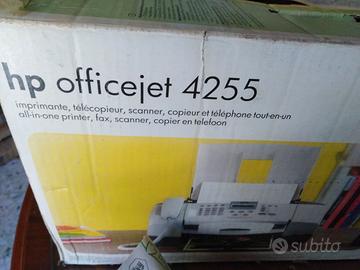 hp officejet 4255
imprimante, télécopieur, scanner, copieur et téléphone tout-en-un
all-in-one printer, fax, scanner, copier en telefoon
subito